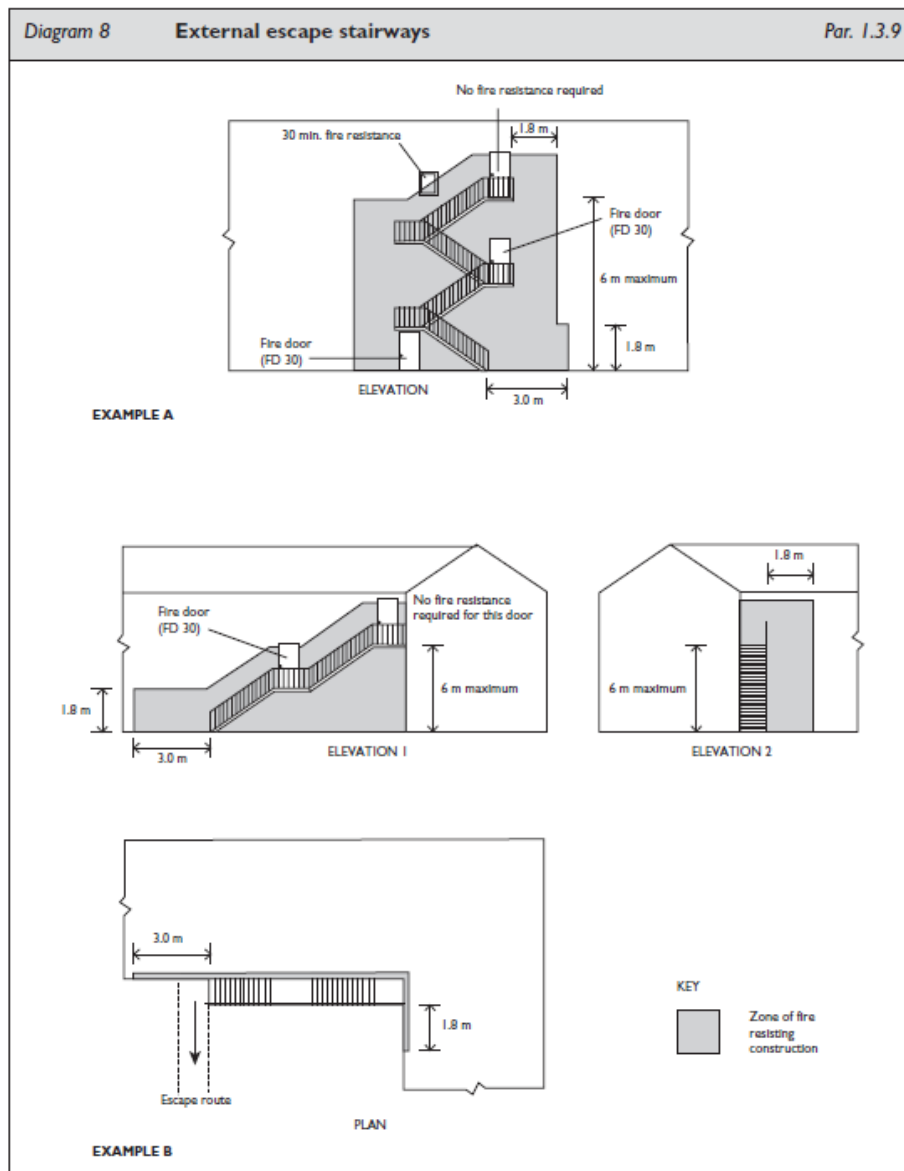 Diagram 8 External escape stairways Par. 1.3.9
No fire resistance required
30 min. fire resistance
1.8 m
Fire door
(FD 30)
6 m maximum
Fire door
(FD 30)
1.8 m
ELEVATION
3.0 m
EXAMPLE A
1.8 m
Fire door
(FD 30)
No fire resistance
required for this door
1.8 m
6 m maximum
6 m maximum
3.0 m
ELEVATION 1
ELEVATION 2
3.0 m
KEY
1.8 m
Zone of fire
resisting
construction
Escape route
PLAN
EXAMPLE B